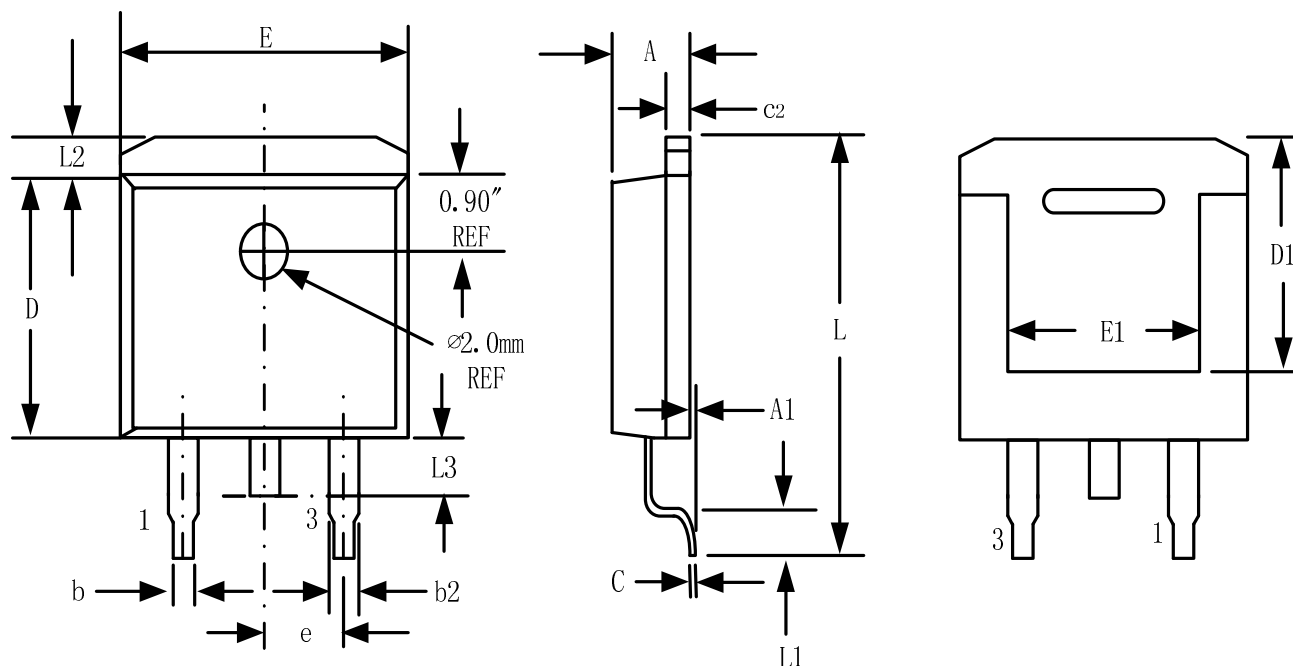 E
L2
0.90"
REF
D
⌀2.0mm
REF
L3
1
3
b
b2
e
A
c2
L
A1
C
L1
D1
E1
3
1